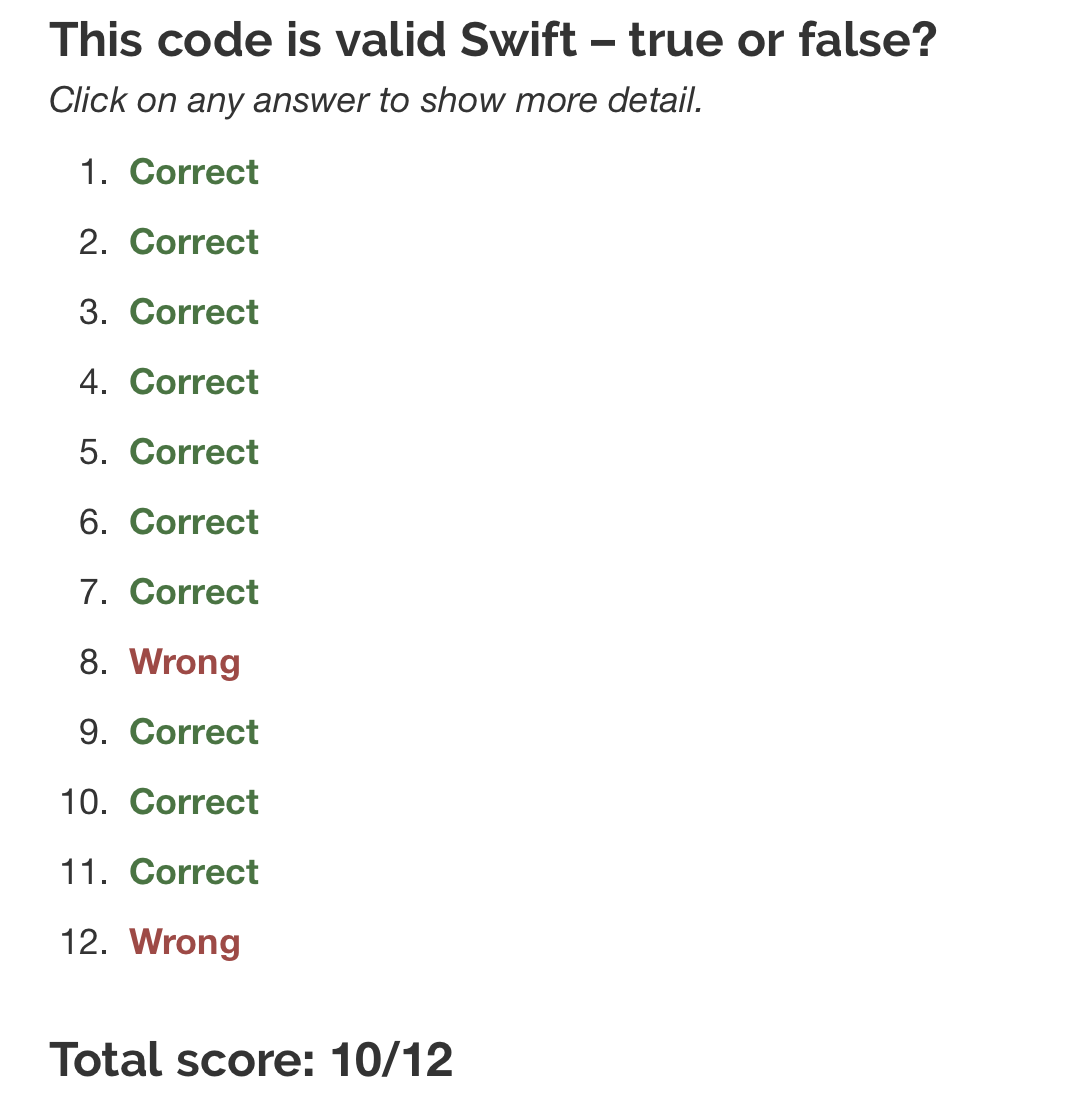 This code is valid Swift – true or false?
Click on any answer to show more detail.
1. Correct
2. Correct
3. Correct
4. Correct
5. Correct
6. Correct
7. Correct
8. Wrong
9. Correct
10. Correct
11. Correct
12. Wrong
Total score: 10/12